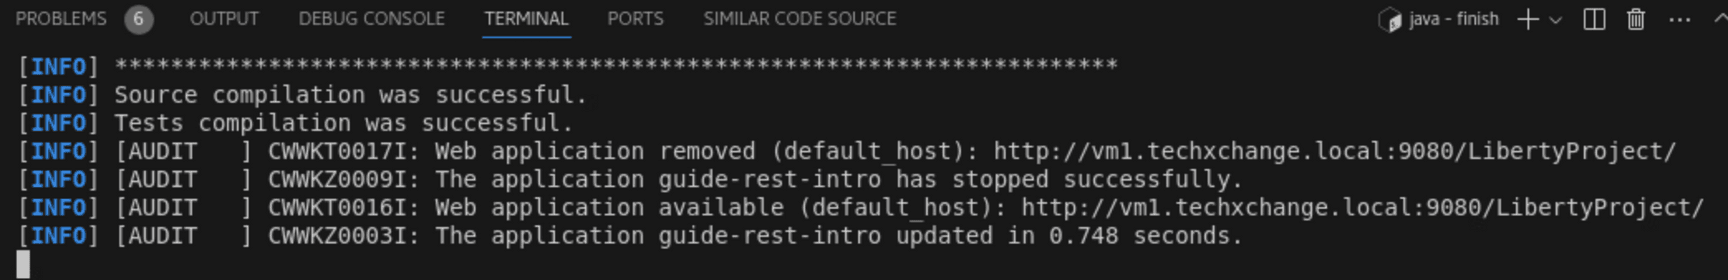 PROBLEMS 6 OUTPUT DEBUG CONSOLE TERMINAL PORTS SIMILAR CODE SOURCE java - finish
[INFO] ************************************************************************
[INFO] Source compilation was successful.
[INFO] Tests compilation was successful.
[INFO] [AUDIT   ] CWWKT0017I: Web application removed (default_host): http://vm1.techxchange.local:9080/LibertyProject/
[INFO] [AUDIT   ] CWWKZ0009I: The application guide-rest-intro has stopped successfully.
[INFO] [AUDIT   ] CWWKT0016I: Web application available (default_host): http://vm1.techxchange.local:9080/LibertyProject/
[INFO] [AUDIT   ] CWWKZ0003I: The application guide-rest-intro updated in 0.748 seconds.